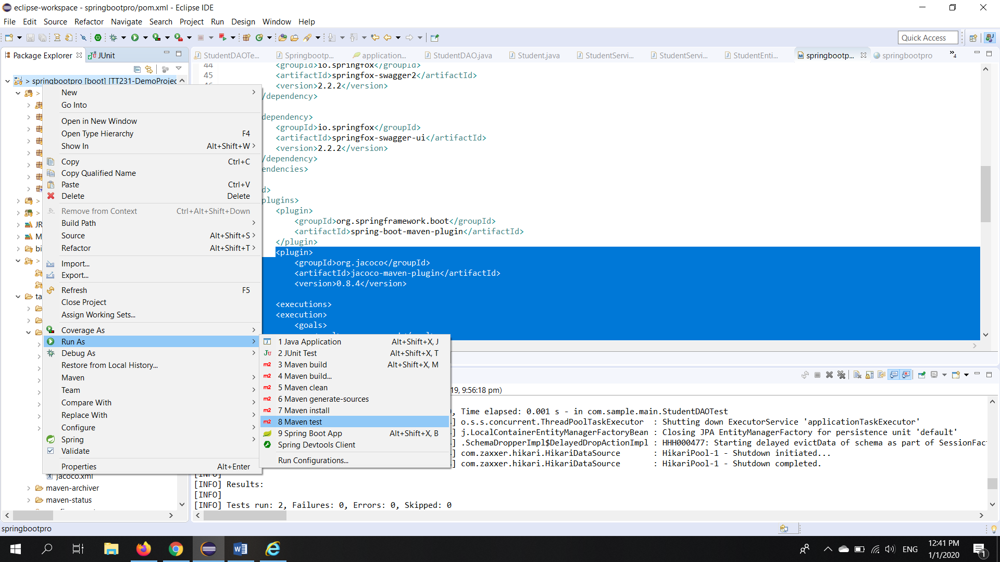 eclipse-workspace - springbootpro/pom.xml - Eclipse IDE
File Edit Source Refactor Navigate Search Project Run Design Window Help
Quick Access
Package Explorer JUnit
StudentDAOTe... Springbootp... application... StudentDAO.java Student.java StudentServi... StudentServi... StudentEnti... springbootp... springbootpro »4
> springbootpro [boot] [TT231-DemoProjec
>
>
>
JR
M
bi
>
ta
jacoco.xml
maven-archiver
maven-status
New
Go Into
Open in New Window
Open Type Hierarchy F4
Show In Alt+Shift+W >
Copy Ctrl+C
Copy Qualified Name
Paste Ctrl+V
Delete Delete
Remove from Context Ctrl+Alt+Shift+Down
Build Path
Source Alt+Shift+S >
Refactor Alt+Shift+T >
Import...
Export...
Refresh F5
Close Project
Assign Working Sets...
Coverage As
Run As
Debug As
Restore from Local History...
Maven
Team
Compare With
Replace With
Configure
Spring
Validate
Properties Alt+Enter
1 Java Application Alt+Shift+X, J
2 JUnit Test Alt+Shift+X, T
3 Maven build Alt+Shift+X, M
4 Maven build...
5 Maven clean
6 Maven generate-sources
7 Maven install
8 Maven test
9 Spring Boot App Alt+Shift+X, B
Spring Devtools Client
Run Configurations...
44 <groupId>io.springfox</groupId>
45 <artifactId>springfox-swagger2</artifactId>
<version>2.2.2</version>
/dependency>
dependency>
<groupId>io.springfox</groupId>
<artifactId>springfox-swagger-ui</artifactId>
<version>2.2.2</version>
/dependency>
endencies>
d>
plugins>
<plugin>
<groupId>org.springframework.boot</groupId>
<artifactId>spring-boot-maven-plugin</artifactId>
</plugin>
<plugin>
<groupId>org.jacoco</groupId>
<artifactId>jacoco-maven-plugin</artifactId>
<version>0.8.4</version>
<executions>
<execution>
<goals>
19, 9:56:18 pm)
, Time elapsed: 0.001 s - in com.sample.main.StudentDAOTest
] o.s.s.concurrent.ThreadPoolTaskExecutor : Shutting down ExecutorService 'applicationTaskExecutor'
] j.LocalContainerEntityManagerFactoryBean : Closing JPA EntityManagerFactory for persistence unit 'default'
] .SchemaDropperImpl$DelayedDropActionImpl : HHH000477: Starting delayed evictData of schema as part of SessionFac
] com.zaxxer.hikari.HikariDataSource : HikariPool-1 - Shutdown initiated...
] com.zaxxer.hikari.HikariDataSource : HikariPool-1 - Shutdown completed.
[INFO]
[INFO] Results:
[INFO]
[INFO] Tests run: 2, Failures: 0, Errors: 0, Skipped: 0
springbootpro
ENG
12:41 PM
1/1/2020
1